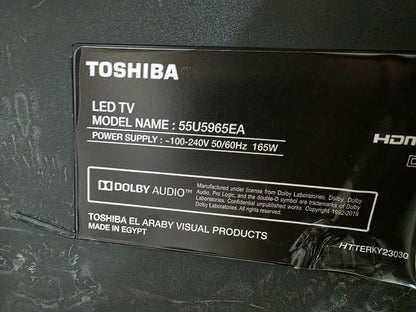 TOSHIBA
LED TV
MODEL NAME : 55U5965EA
POWER SUPPLY : ~100-240V 50/60Hz 165W
HDM
DOLBY AUDIO™
Manufactured under license from Dolby Laboratories. Dolby, Dolby
Audio, Pro Logic, and the double-D symbol are trademarks of Dolby
Laboratories. Confidential unpublished works. Copyright 1992-2019
Dolby Laboratories. All rights reserved.
TOSHIBA EL ARABY VISUAL PRODUCTS
MADE IN EGYPT
HTTERKY23030